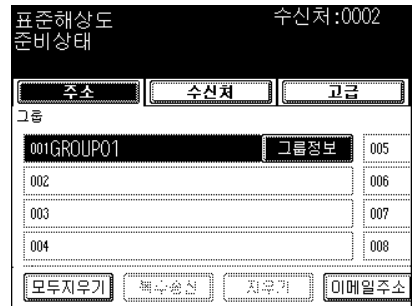 표준해상도 수신처:0002
준비상태
주소 수신처 고급
그룹
001GROUP01 그룹정보 005
002 006
003 007
004 008
모두지우기 책수송신 지우기 이메일주소